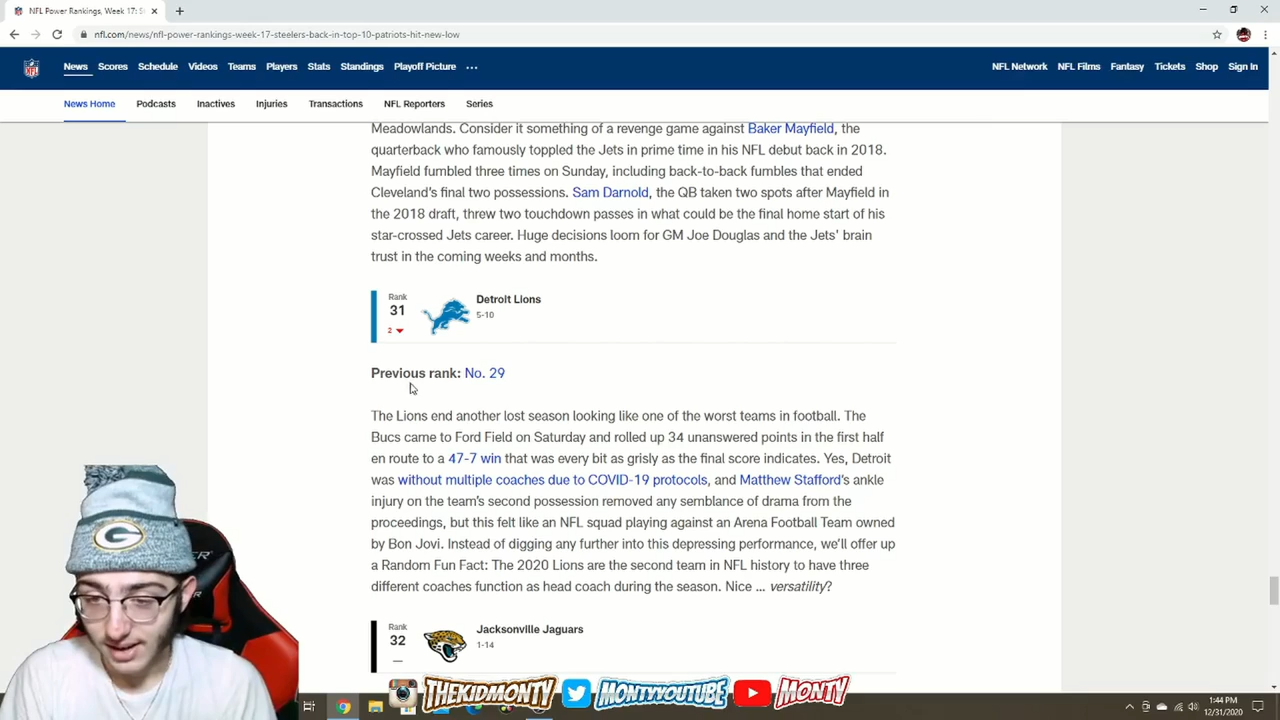 NFL Power Rankings, Week 17: S
nfl.com/news/nfl-power-rankings-week-17-steelers-back-in-top-10-patriots-hit-new-low
News Scores Schedule Videos Teams Players Stats Standings Playoff Picture ... NFL Network NFL Films Fantasy Tickets Shop Sign In
News Home Podcasts Inactives Injuries Transactions NFL Reporters Series
Meadowlands. Consider it something of a revenge game against Baker Mayfield, the
quarterback who famously toppled the Jets in prime time in his NFL debut back in 2018.
Mayfield fumbled three times on Sunday, including back-to-back fumbles that ended
Cleveland's final two possessions. Sam Darnold, the QB taken two spots after Mayfield in
the 2018 draft, threw two touchdown passes in what could be the final home start of his
star-crossed Jets career. Huge decisions loom for GM Joe Douglas and the Jets' brain
trust in the coming weeks and months.
Rank
31
2
Detroit Lions
5-10
Previous rank: No. 29
The Lions end another lost season looking like one of the worst teams in football. The
Bucs came to Ford Field on Saturday and rolled up 34 unanswered points in the first half
en route to a 47-7 win that was every bit as grisly as the final score indicates. Yes, Detroit
was without multiple coaches due to COVID-19 protocols, and Matthew Stafford's ankle
injury on the team's second possession removed any semblance of drama from the
proceedings, but this felt like an NFL squad playing against an Arena Football Team owned
by Bon Jovi. Instead of digging any further into this depressing performance, we'll offer up
a Random Fun Fact: The 2020 Lions are the second team in NFL history to have three
different coaches function as head coach during the season. Nice ... versatility?
Rank
32
—
Jacksonville Jaguars
1-14
G
THEKIDMONTY MONTYYOUTUBE MONTY
1:44 PM
12/31/2020